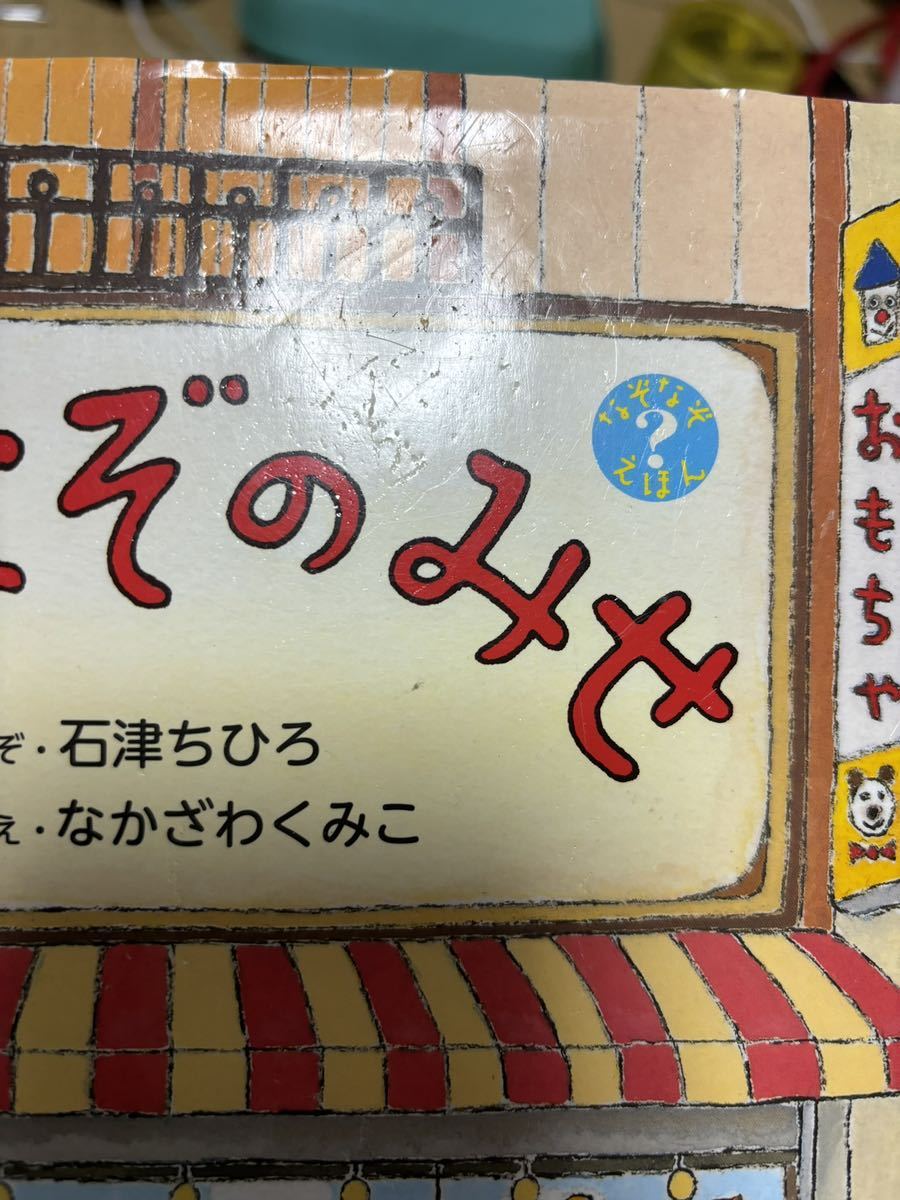 ぞのみせ
なぞなぞ
?
えほん
ぞ・石津ちひろ
え・なかざわくみこ
おもちゃ